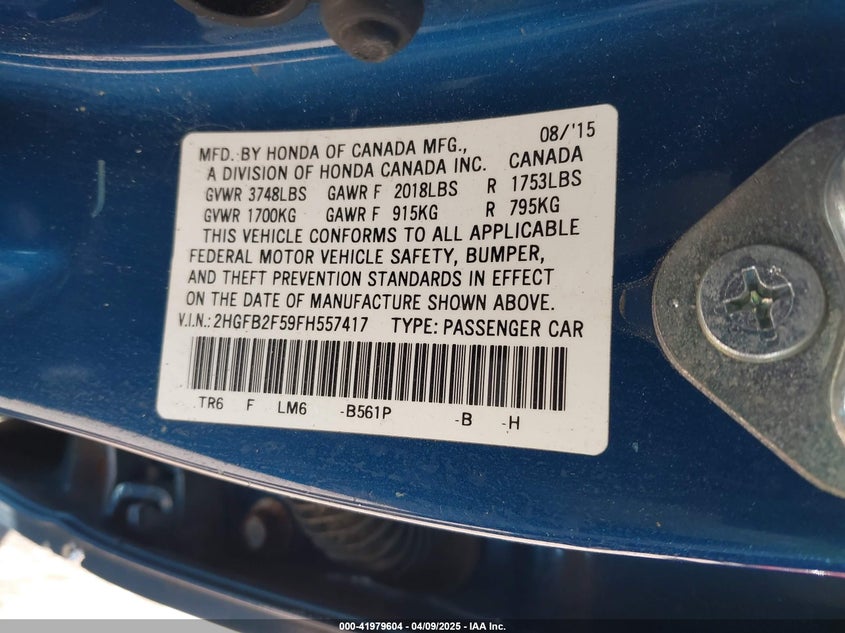 MFD. BY HONDA OF CANADA MFG., 08/'15
A DIVISION OF HONDA CANADA INC. CANADA
GVWR 3748LBS GAWR F 2018LBS R 1753LBS
GVWR 1700KG GAWR F 915KG R 795KG
THIS VEHICLE CONFORMS TO ALL APPLICABLE
FEDERAL MOTOR VEHICLE SAFETY, BUMPER,
AND THEFT PREVENTION STANDARDS IN EFFECT
ON THE DATE OF MANUFACTURE SHOWN ABOVE.
V.I.N.: 2HGFB2F59FH557417 TYPE: PASSENGER CAR
TR6 F LM6 -B561P -B -H
000-41979604 | 04/09/2025 - IAA Inc.